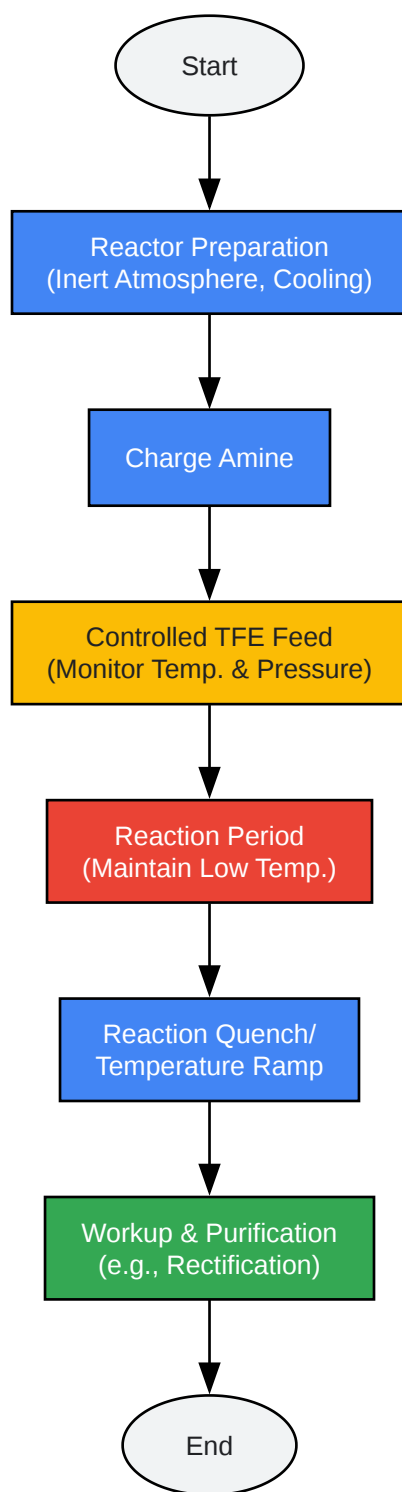 Start
Reactor Preparation
(Inert Atmosphere, Cooling)
Charge Amine
Controlled TFE Feed
(Monitor Temp. & Pressure)
Reaction Period
(Maintain Low Temp.)
Reaction Quench/
Temperature Ramp
Workup & Purification
(e.g., Rectification)
End